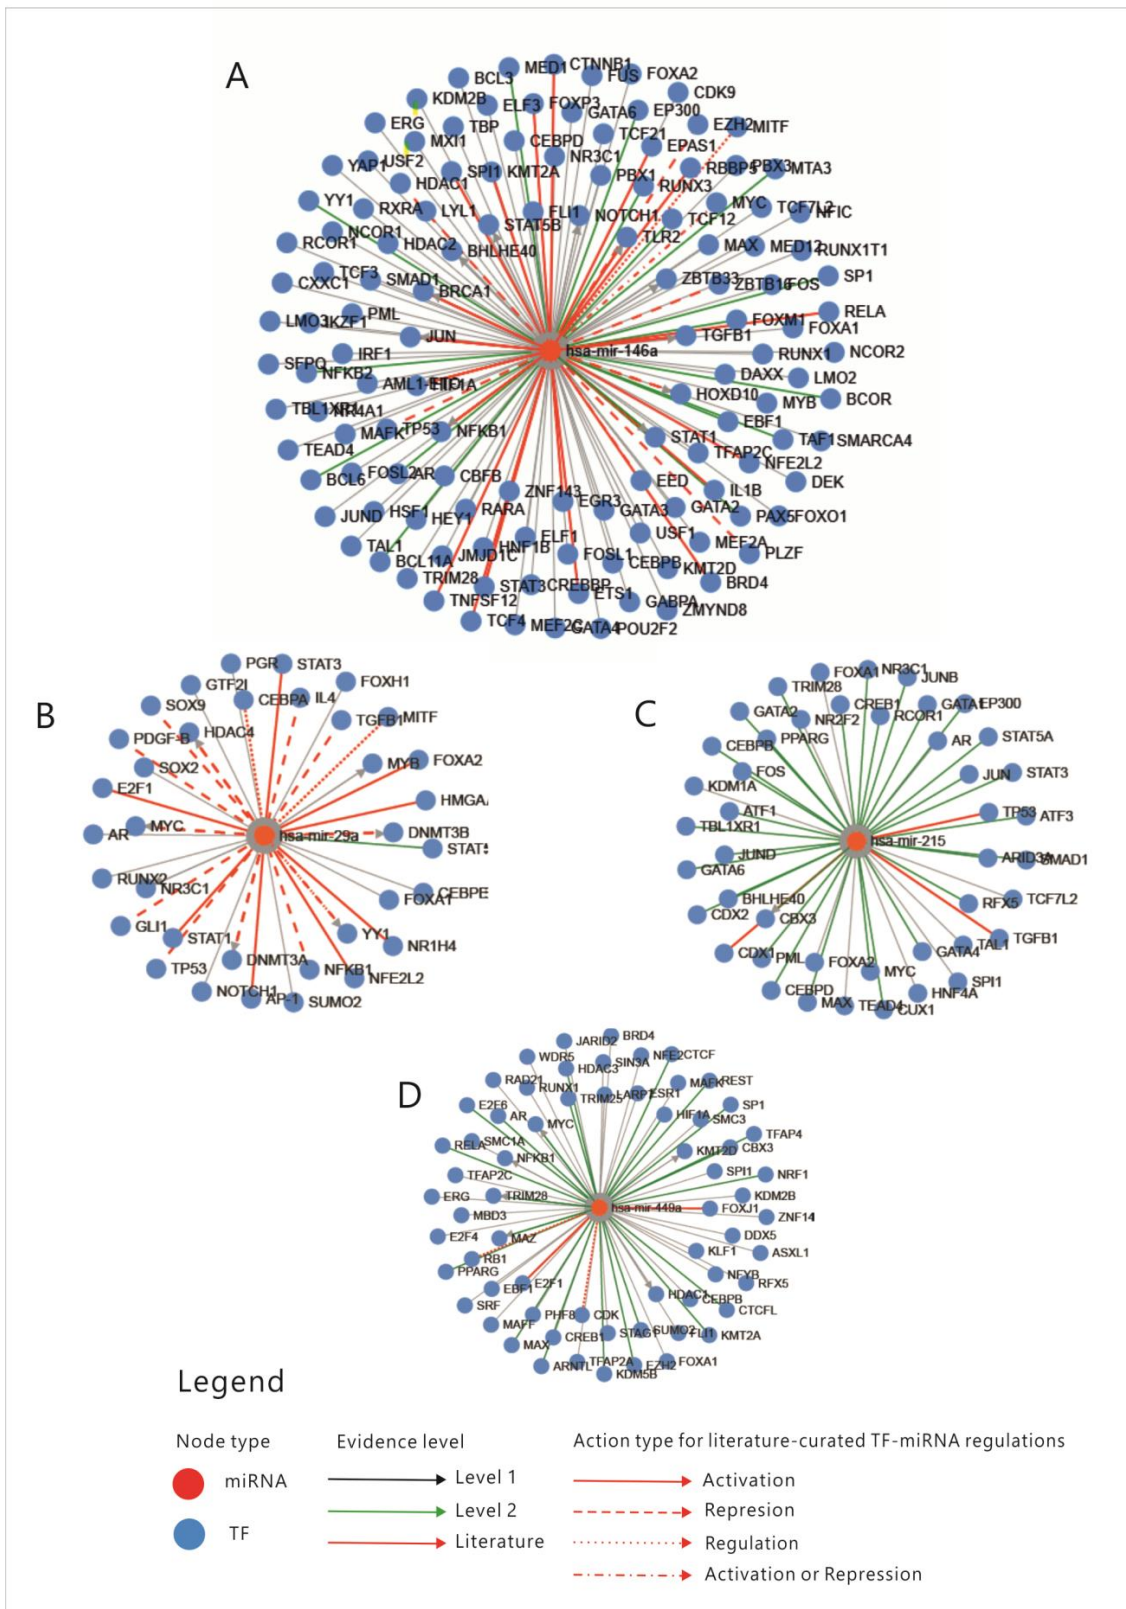 A
CTNNB1
MED1
FUS
FOXA2
BCL3
CDK9
KDM2B
ELF3
FOXP3
GATA6
EP300
EZH2
MITF
ERG
TBP
CEBPD
TCF21
EPAS1
MXI1
NR3C1
YAP1
USF2
SPI1
KMT2A
PBX1
RBBP5
PBX3
MTA3
HDAC1
RUNX3
YY1
RXRA
LYL1
STAT5B
FLI1
NOTCH1
MYC
TCF12
TCF7L2
NFIC
NCOR1
RCOR1
HDAC2
BHLHE40
TLR2
MAX
MED12
RUNX1T1
TCF3
CXXC1
SMAD1
BRCA1
ZBTB33
ZBTB16
FOS
SP1
LMO3
IKZF1
PML
FOXM1
RELA
FOXA1
JUN
TGFB1
hsa-mir-146a
SFPQ
IRF1
RUNX1
NCOR2
NFKB2
AML1-ETO
HIF1A
DAXX
LMO2
HOXD10
MYB
BCOR
TBL1XR1
NR4A1
EBF1
MAFK
TP53
NFKB1
STAT1
TAF1
SMARCA4
TEAD4
TFAP2C
NFE2L2
BCL6
FOSL2
AR
CBFB
EED
IL1B
DEK
ZNF143
EGR3
GATA3
GATA2
JUND
HSF1
HEY1
RARA
PAX5
FOXO1
TAL1
ELF1
USF1
MEF2A
PLZF
BCL11A
JMJD1C
HNF1B
FOSL1
CEBPB
KMT2D
TRIM28
STAT3
CREBBP
BRD4
TNFSF12
ETS1
GABPA
ZMYND8
TCF4
MEF2C
GATA4
POU2F2
B
PGR
STAT3
GTF2I
CEBPA
IL4
FOXH1
SOX9
HDAC4
TGFB1
MITF
PDGF-B
SOX2
MYB
FOXA2
E2F1
HMGA
MYC
AR
hsa-mir-29a
DNMT3B
STAT5
RUNX2
NR3C1
CEBPE
FOXA1
GLI1
STAT1
YY1
NR1H4
TP53
DNMT3A
NFKB1
NFE2L2
NOTCH1
AP-1
SUMO2
C
FOXA1
NR3C1
JUNB
TRIM28
CREB1
GATA1
EP300
GATA2
NR2F2
RCOR1
CEBPB
PPARG
AR
STAT5A
FOS
JUN
STAT3
KDM1A
ATF1
TP53
ATF3
TBL1XR1
hsa-mir-215
JUND
ARID3A
SMAD1
GATA6
BHLHE40
RFX5
TCF7L2
CDX2
CBX3
TGFB1
CDX1
PML
FOXA2
GATA4
TAL1
CEBPD
MYC
HNF4A
SPI1
MAX
TEAD4
CUX1
D
BRD4
JARID2
WDR5
HDAC3
SIN3A
NFE2
CTCF
RAD21
RUNX1
TRIM25
LARP7
ESR1
MAFK
REST
E2F6
AR
MYC
HIF1A
SMC3
SP1
RELA
SMC1A
NFKB1
KMT2D
CBX3
TFAP4
TFAP2C
SPI1
NRF1
ERG
TRIM28
KDM2B
hsa-mir-449a
FOXJ1
MBD3
ZNF14
E2F4
MAZ
DDX5
RB1
KLF1
ASXL1
PPARG
EBF1
E2F1
NFYB
RFX5
SRF
HDAC1
CEBPB
CTCFL
MAFF
PHF8
CDK
MAX
CREB1
STAG1
SUMO2
FLI1
KMT2A
ARNTL
TFAP2A
EZH2
FOXA1
KDM5B
Legend
Node type
Evidence level
Action type for literature-curated TF-miRNA regulations
miRNA
Level 1
Activation
Level 2
Represion
TF
Literature
Regulation
Activation or Repression